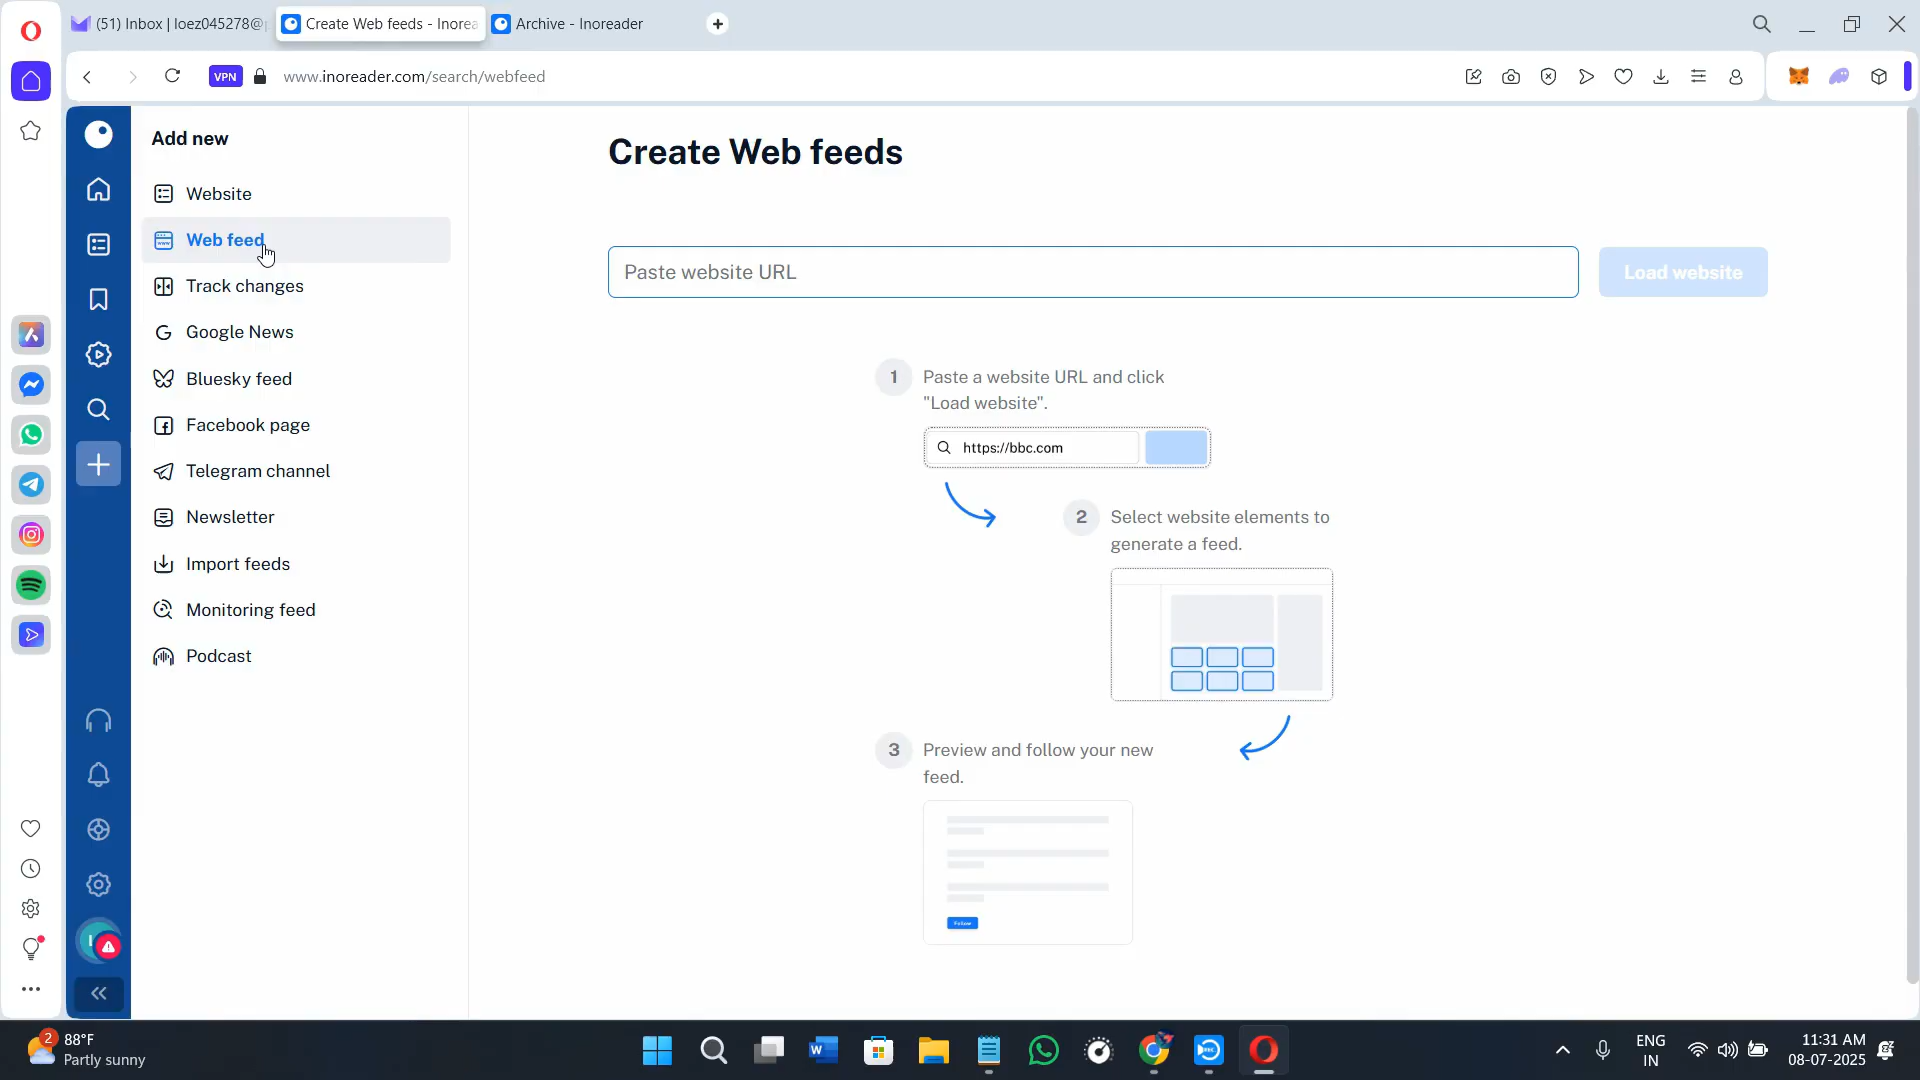 (51) Inbox | loez045278@
Create Web feeds - Inorea
Archive - Inoreader
VPN
www.inoreader.com/search/webfeed
Add new
Website
Web feed
Track changes
Google News
Bluesky feed
Facebook page
Telegram channel
Newsletter
Import feeds
Monitoring feed
Podcast
Create Web feeds
Paste website URL
Load website
1
Paste a website URL and click
"Load website".
https://bbc.com
2
Select website elements to
generate a feed.
3
Preview and follow your new
feed.
Follow
2
88°F
Partly sunny
ENG
IN
11:31 AM
08-07-2025